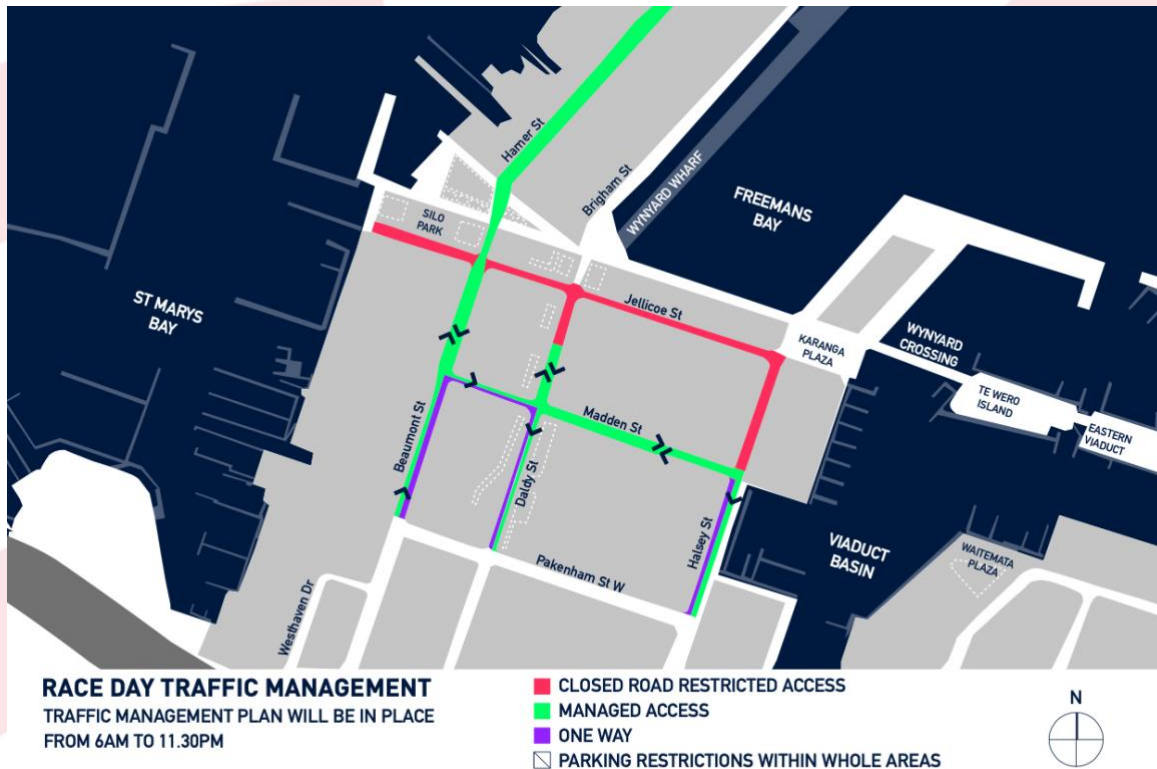 Hamer St
Brigham St
WYNYARD WHARF
FREEMANS
BAY
SILO
PARK
ST MARYS
BAY
Jellicoe St
KARANGA
PLAZA
WYNYARD
CROSSING
TE WERO
ISLAND
EASTERN
VIADUCT
Beaumont St
Madden St
Daldy St
Halsey St
VIADUCT
BASIN
WAITEMATA
PLAZA
Pakenham St W
Westhaven Dr
RACE DAY TRAFFIC MANAGEMENT
TRAFFIC MANAGEMENT PLAN WILL BE IN PLACE
FROM 6AM TO 11.30PM
CLOSED ROAD RESTRICTED ACCESS
MANAGED ACCESS
ONE WAY
PARKING RESTRICTIONS WITHIN WHOLE AREAS
N